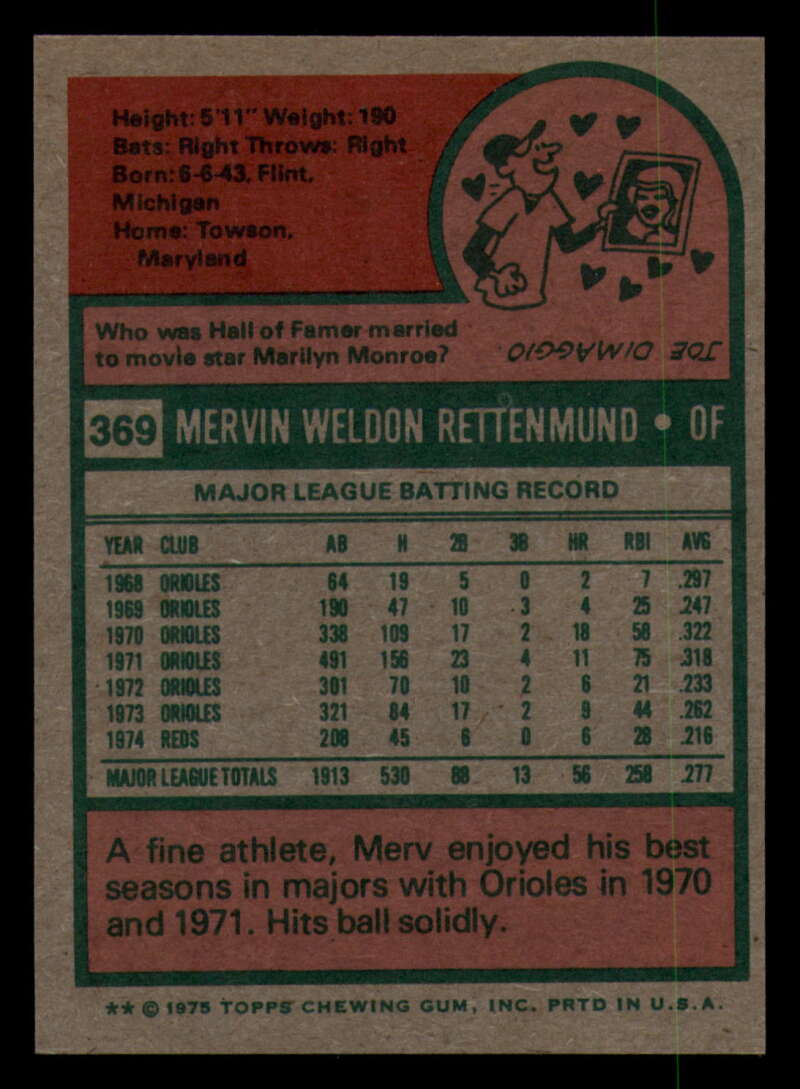 Height: 5'11" Weight: 190
Bats: Right Throws: Right
Born: 6-6-43, Flint,
Michigan
Home: Towson,
Maryland
Who was Hall of Famer married
to movie star Marilyn Monroe?
JOE DIMAGGIO
369 MERVIN WELDON RETTENMUND • OF
MAJOR LEAGUE BATTING RECORD
YEAR CLUB AB H 2B 3B HR RBI AVG
1968 ORIOLES 64 19 5 0 2 7 .297
1969 ORIOLES 190 47 10 3 4 25 .247
1970 ORIOLES 338 109 17 2 18 58 .322
1971 ORIOLES 491 156 23 4 11 75 .318
1972 ORIOLES 301 70 10 2 6 21 .233
1973 ORIOLES 321 84 17 2 9 44 .262
1974 REDS 208 45 6 0 6 28 .216
MAJOR LEAGUE TOTALS 1913 530 88 13 56 258 .277
A fine athlete, Merv enjoyed his best
seasons in majors with Orioles in 1970
and 1971. Hits ball solidly.
** © 1975 TOPPS CHEWING GUM, INC. PRTD IN U.S.A.